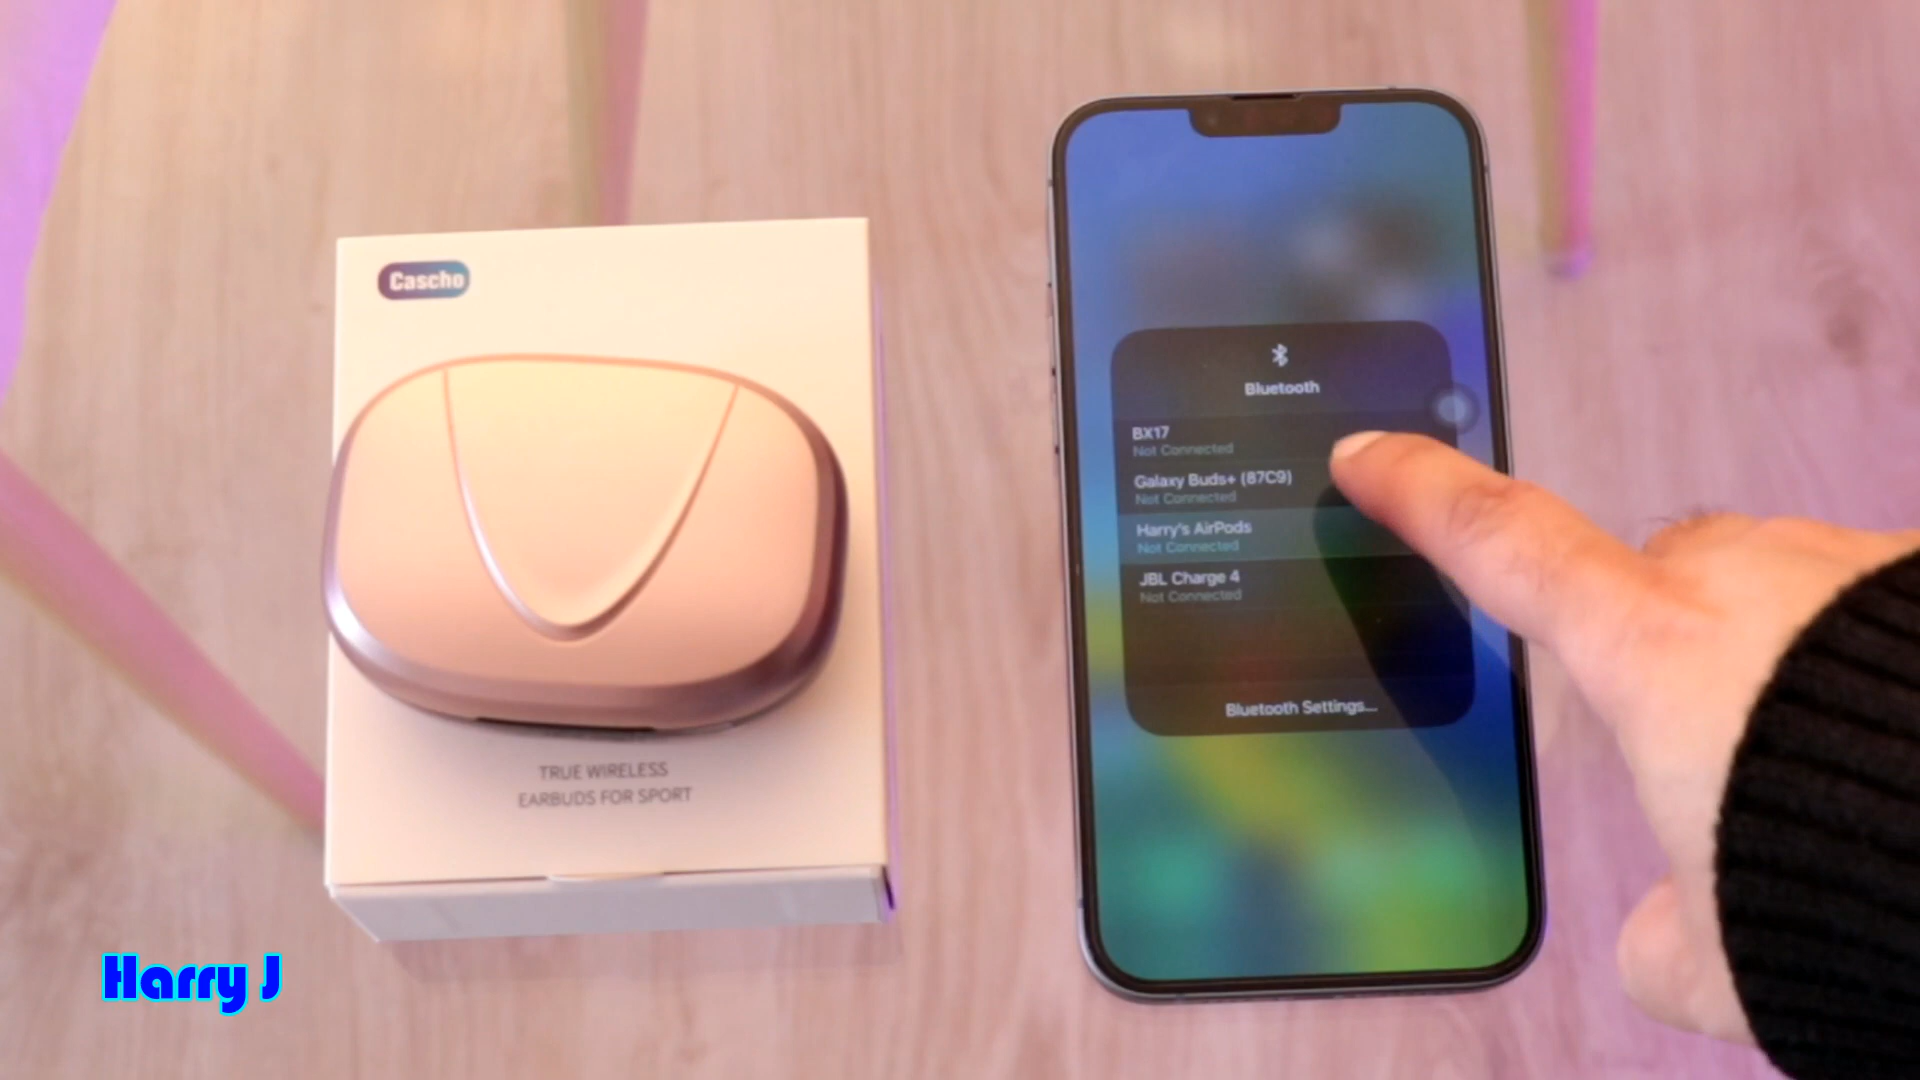 Cascho
TRUE WIRELESS
EARBUDS FOR SPORT
Bluetooth
BX17
Not Connected
Galaxy Buds+ (87C9)
Not Connected
Harry's AirPods
Not Connected
JBL Charge 4
Not Connected
Bluetooth Settings...
Harry J